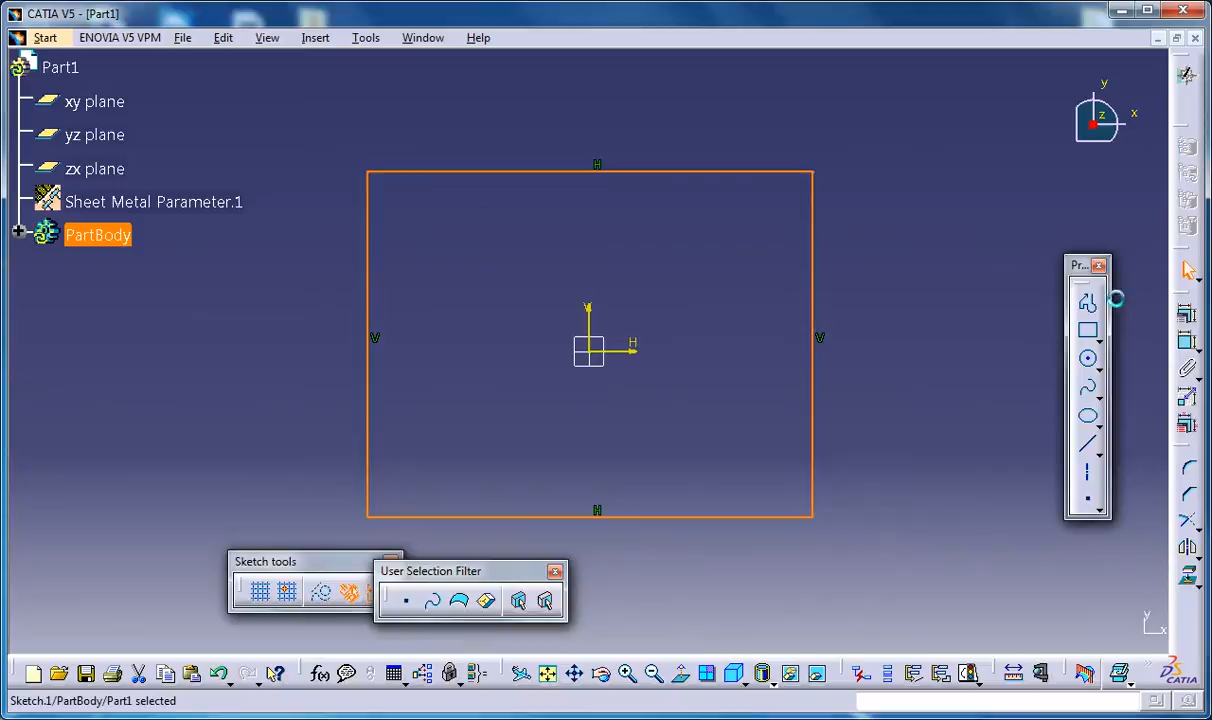 CATIA V5 - [Part1]
Start ENOVIA V5 VPM File Edit View Insert Tools Window Help
Part1
xy plane
yz plane
zx plane
Sheet Metal Parameter.1
PartBody
y
x
z
H
V
V
H
V
H
Pr...
Sketch tools
User Selection Filter
y
x
f(x)
CATIA
Sketch.1/PartBody/Part1 selected